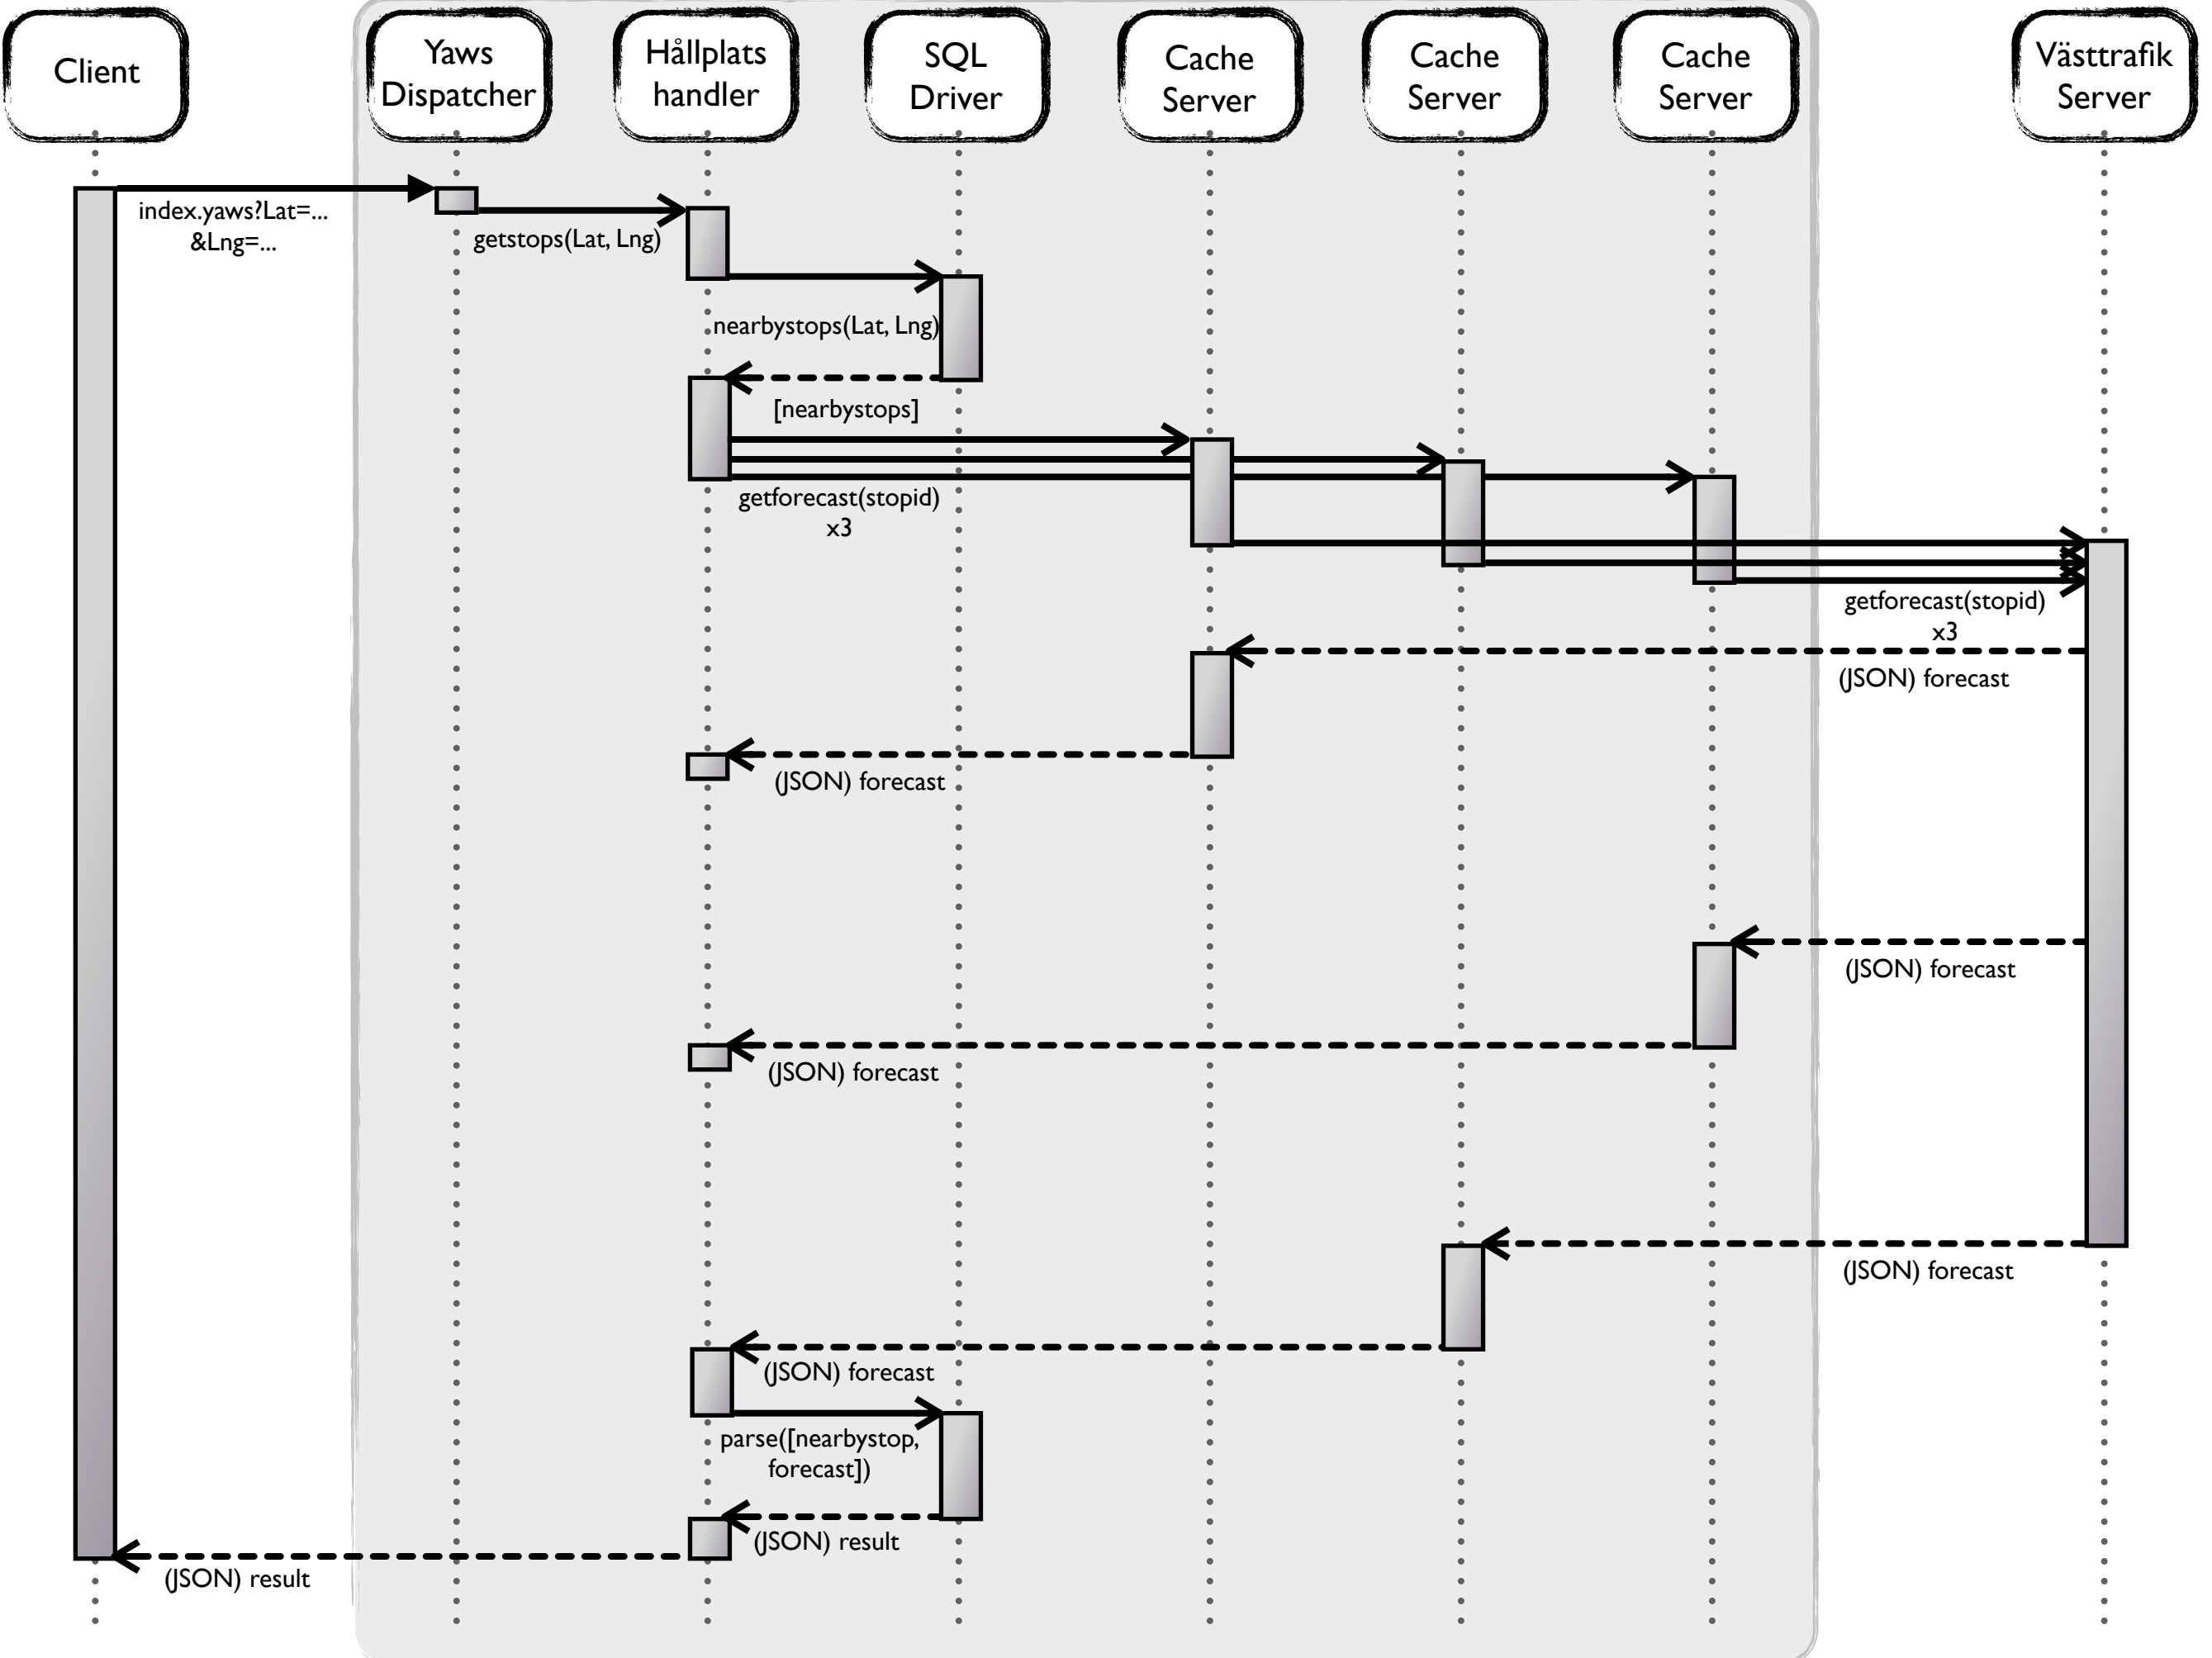 Client
Yaws
Dispatcher
Hållplats
handler
SQL
Driver
Cache
Server
Cache
Server
Cache
Server
Västtrafik
Server
index.yaws?Lat=...
&Lng=...
getstops(Lat, Lng)
nearbystops(Lat, Lng)
[nearbystops]
getforecast(stopid)
x3
getforecast(stopid)
x3
(JSON) forecast
(JSON) forecast
(JSON) forecast
(JSON) forecast
(JSON) forecast
(JSON) forecast
parse([nearbystop,
forecast])
(JSON) result
(JSON) result